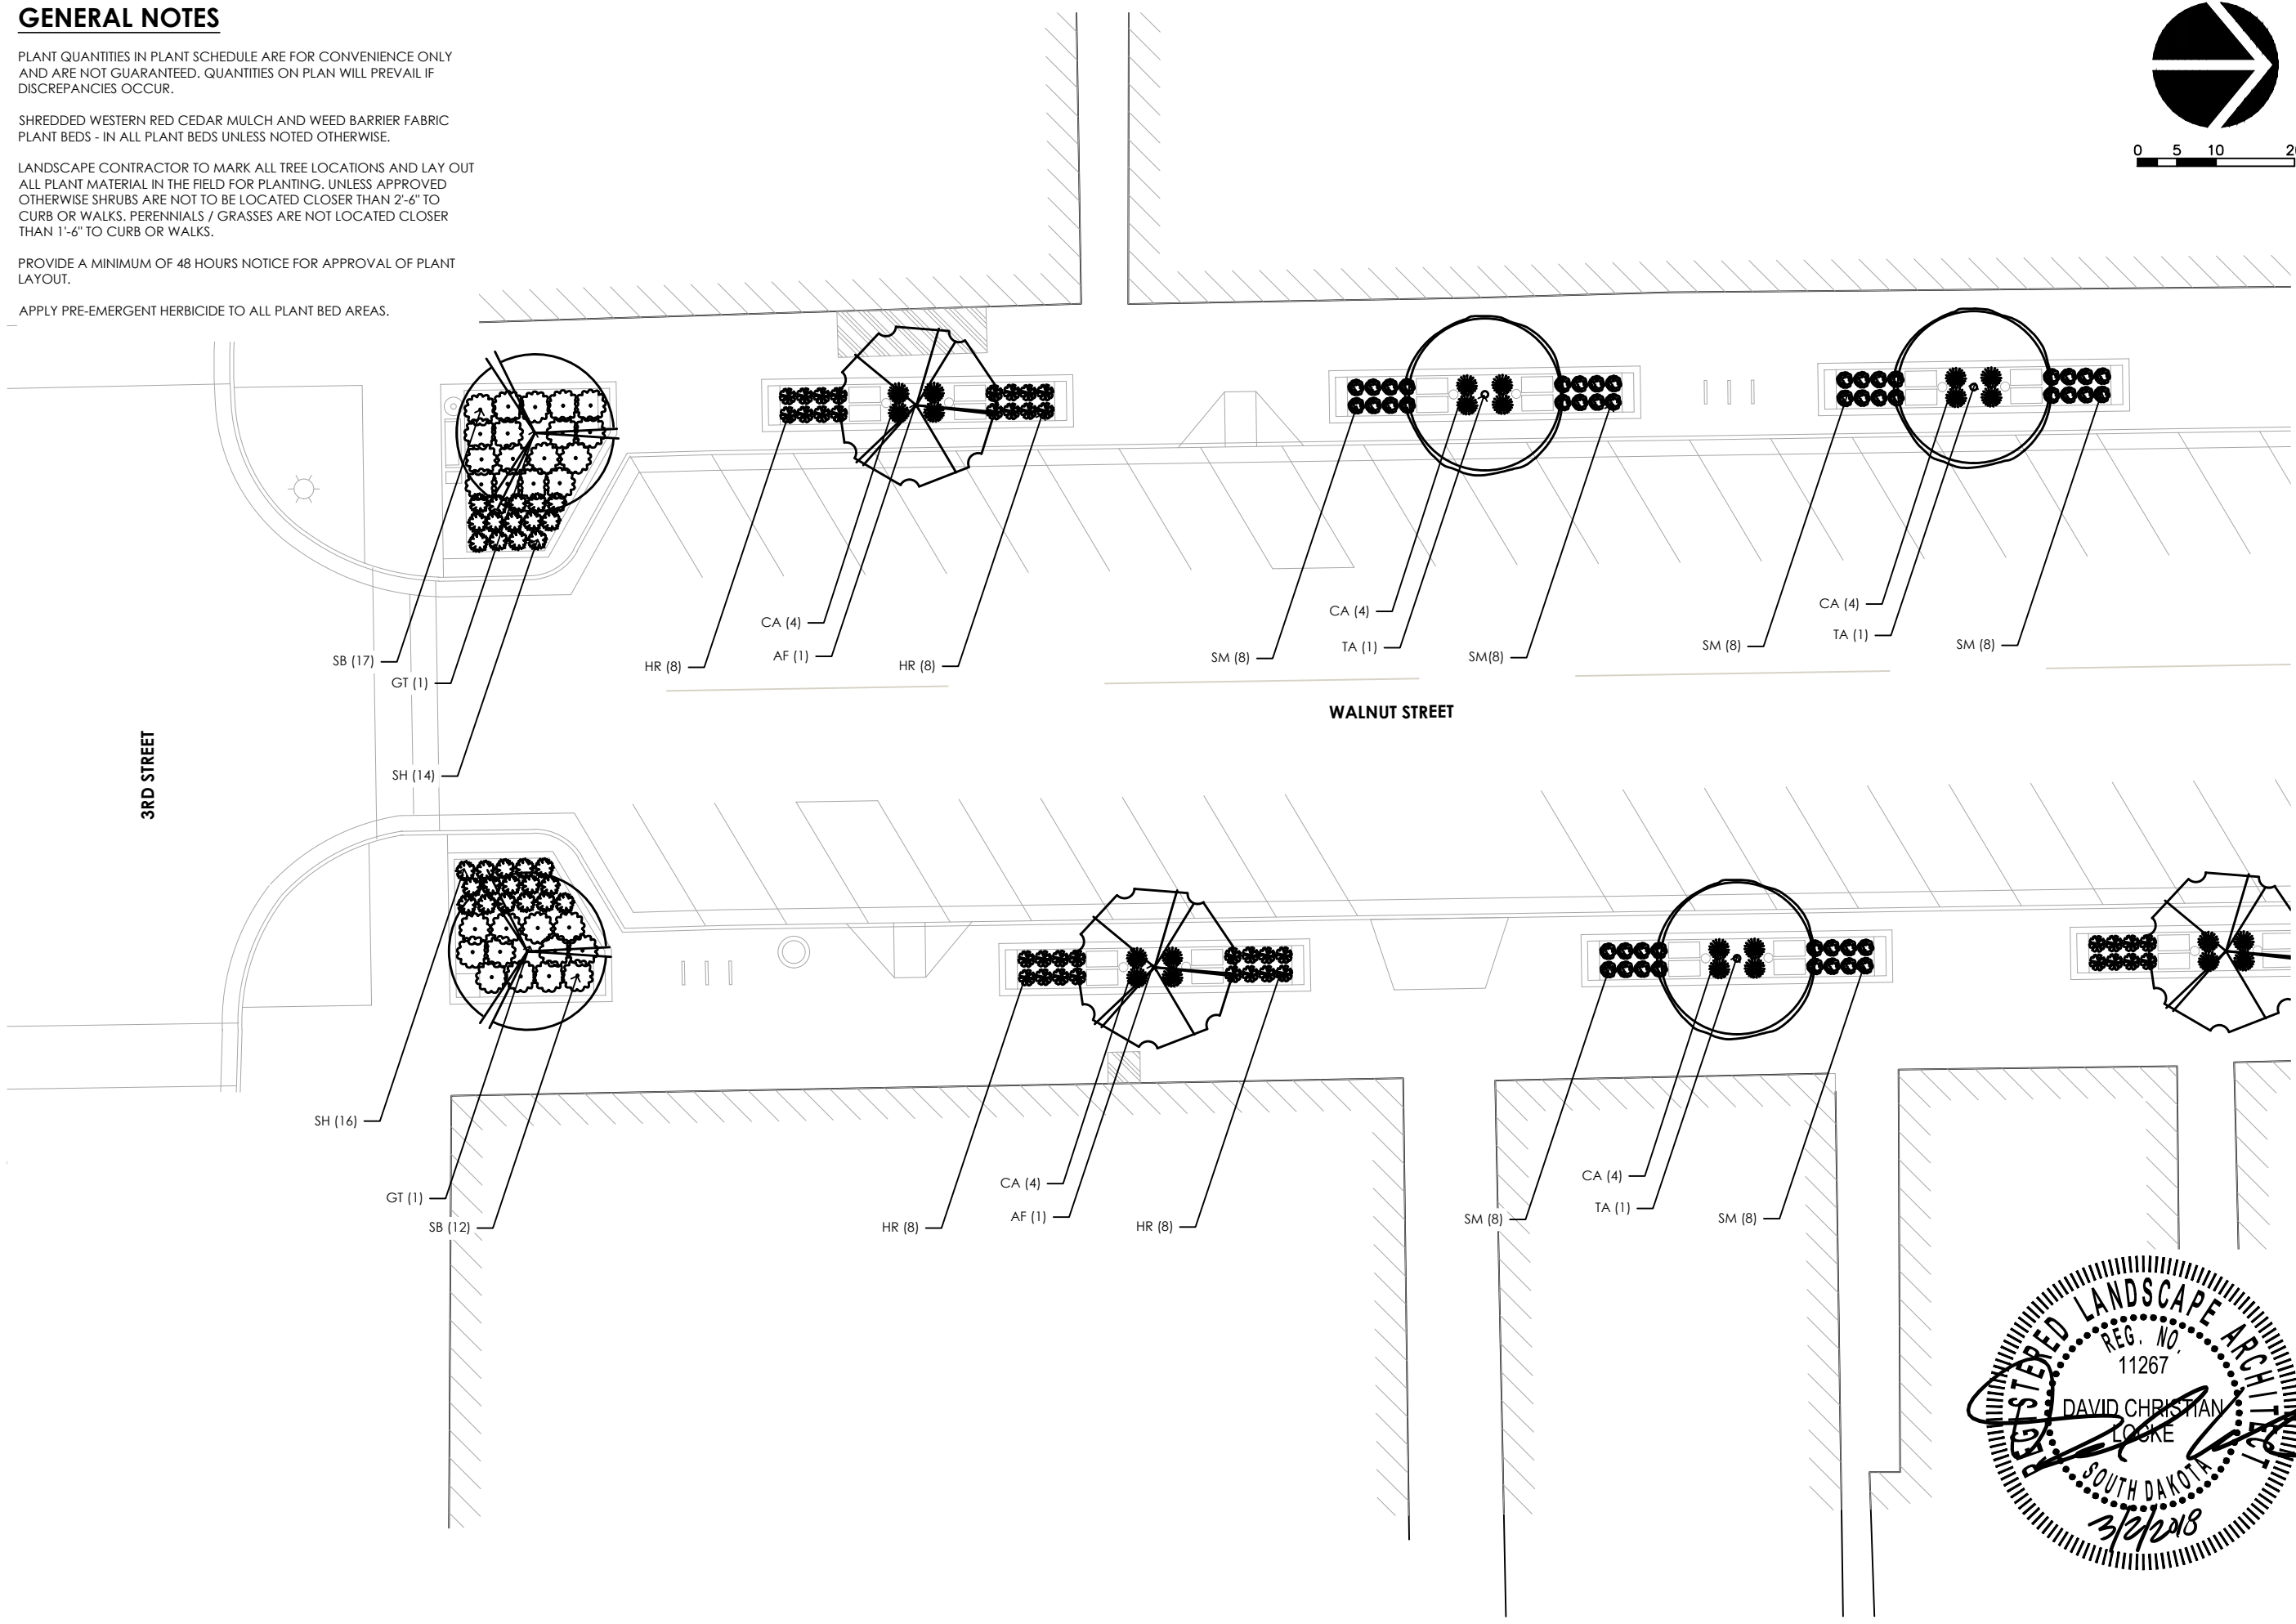 GENERAL NOTES
PLANT QUANTITIES IN PLANT SCHEDULE ARE FOR CONVENIENCE ONLY
AND ARE NOT GUARANTEED. QUANTITIES ON PLAN WILL PREVAIL IF
DISCREPANCIES OCCUR.
SHREDDED WESTERN RED CEDAR MULCH AND WEED BARRIER FABRIC
PLANT BEDS - IN ALL PLANT BEDS UNLESS NOTED OTHERWISE.
LANDSCAPE CONTRACTOR TO MARK ALL TREE LOCATIONS AND LAY OUT
ALL PLANT MATERIAL IN THE FIELD FOR PLANTING. UNLESS APPROVED
OTHERWISE SHRUBS ARE NOT TO BE LOCATED CLOSER THAN 2'-6" TO
CURB OR WALKS. PERENNIALS / GRASSES ARE NOT LOCATED CLOSER
THAN 1'-6" TO CURB OR WALKS.
PROVIDE A MINIMUM OF 48 HOURS NOTICE FOR APPROVAL OF PLANT
LAYOUT.
APPLY PRE-EMERGENT HERBICIDE TO ALL PLANT BED AREAS.
0 5 10 2
SB (17)
GT (1)
SH (14)
HR (8)
CA (4)
AF (1)
HR (8)
SM (8)
CA (4)
TA (1)
SM(8)
SM (8)
CA (4)
TA (1)
SM (8)
WALNUT STREET
3RD STREET
SH (16)
GT (1)
SB (12)
HR (8)
CA (4)
AF (1)
HR (8)
SM (8)
CA (4)
TA (1)
SM (8)
REGISTERED LANDSCAPE ARCHITECT
REG. NO.
11267
DAVID CHRISTIAN
LOCKE
SOUTH DAKOTA
3/2/2018